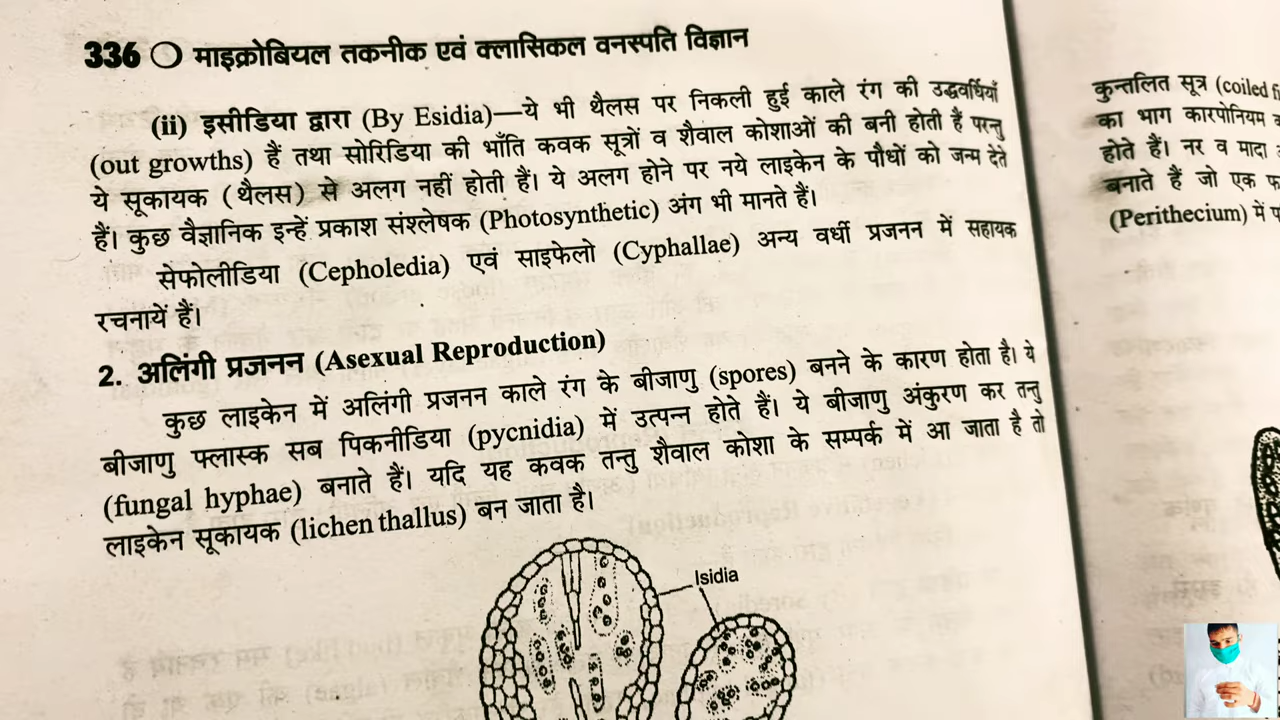 336 ○ माइक्रोबियल तकनीक एवं क्लासिकल वनस्पति विज्ञान
(ii) इसीडिया द्वारा (By Esidia)—ये भी थैलस पर निकली हुई काले रंग की उद्धवर्धियाँ
(out growths) हैं तथा सोरिडिया की भाँति कवक सूत्रों व शैवाल कोशाओं की बनी होती हैं परन्तु
ये सूकायक (थैलस) से अलग नहीं होती हैं। ये अलग होने पर नये लाइकेन के पौधों को जन्म देते
हैं। कुछ वैज्ञानिक इन्हें प्रकाश संश्लेषक (Photosynthetic) अंग भी मानते हैं।
सेफोलीडिया (Cepholedia) एवं साइफेलो (Cyphallae) अन्य वर्धी प्रजनन में सहायक
रचनायें हैं।
2. अलिंगी प्रजनन (Asexual Reproduction)
कुछ लाइकेन में अलिंगी प्रजनन काले रंग के बीजाणु (spores) बनने के कारण होता है। ये
बीजाणु फ्लास्क सब पिकनीडिया (pycnidia) में उत्पन्न होते हैं। ये बीजाणु अंकुरण कर तन्तु
(fungal hyphae) बनाते हैं। यदि यह कवक तन्तु शैवाल कोशा के सम्पर्क में आ जाता है तो
लाइकेन सूकायक (lichen thallus) बन जाता है।
Isidia
कुन्तलित सूत्र (coiled
का भाग कारपोनियम
होते हैं। नर व मादा
बनाते हैं जो एक
(Perithecium) में